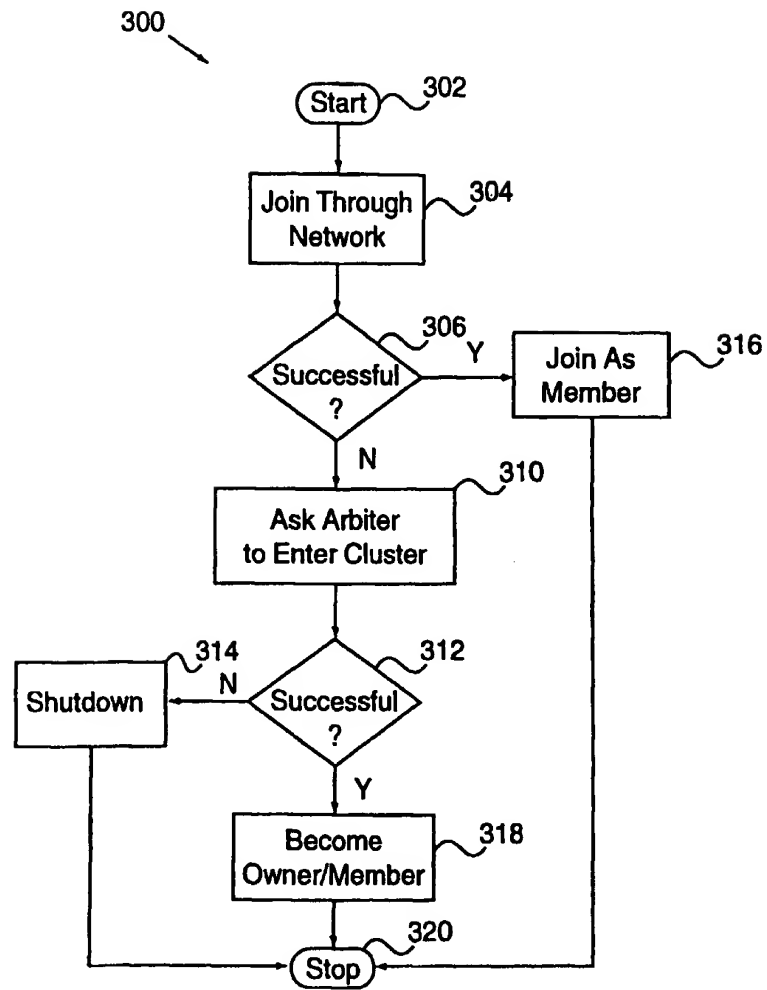 300
Start
302
Join Through
Network
304
306
Successful
?
Y
Join As
Member
316
N
310
Ask Arbiter
to Enter Cluster
314
Shutdown
N
312
Successful
?
Y
Become
Owner/Member
318
320
Stop